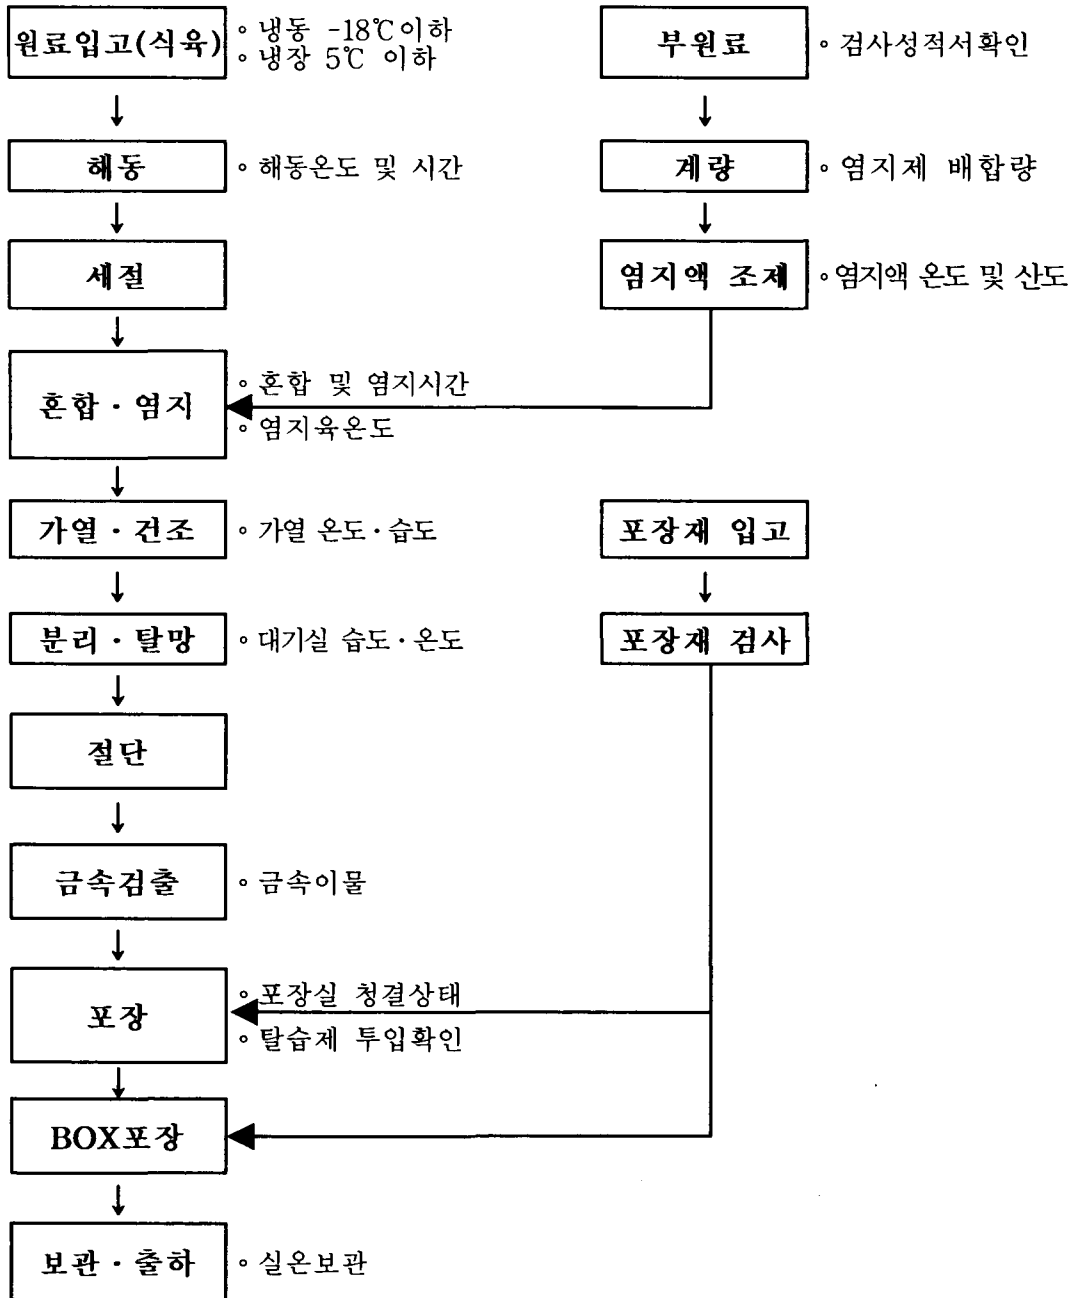 원료입고(식육)
◦ 냉동 -18℃이하
◦ 냉장 5℃ 이하
부원료
◦ 검사성적서확인
해동
◦ 해동온도 및 시간
계량
◦ 염지제 배합량
세절
염지액 조제
◦염지액 온도 및 산도
혼합·염지
◦ 혼합 및 염지시간
◦ 염지육온도
가열·건조
◦ 가열 온도·습도
포장재 입고
분리·탈망
◦ 대기실 습도·온도
포장재 검사
절단
금속검출
◦ 금속이물
포장
◦ 포장실 청결상태
◦ 탈습제 투입확인
BOX포장
보관·출하
◦ 실온보관